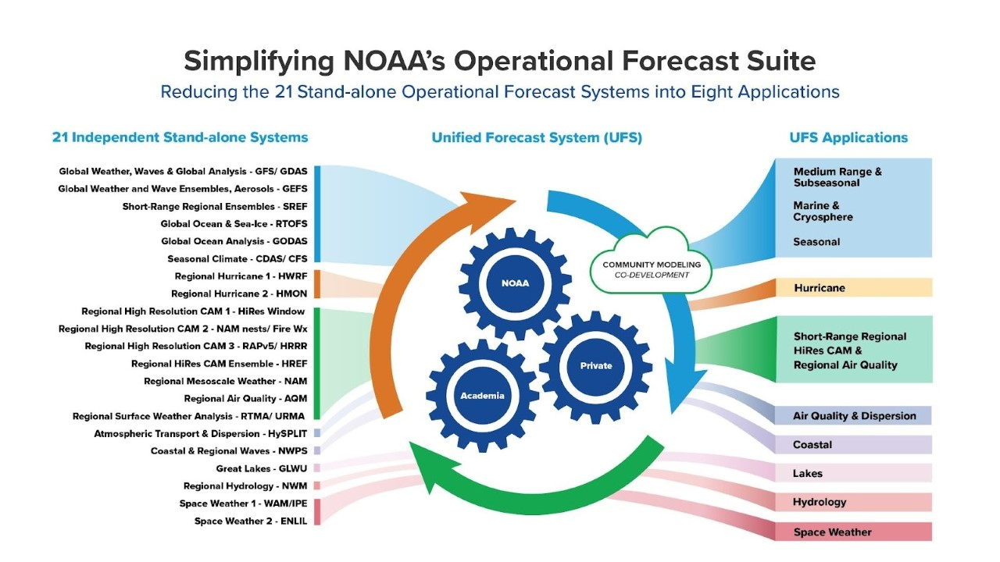 Simplifying NOAA's Operational Forecast Suite
Reducing the 21 Stand-alone Operational Forecast Systems into Eight Applications
21 Independent Stand-alone Systems
Global Weather, Waves & Global Analysis - GFS/ GDAS
Global Weather and Wave Ensembles, Aerosols - GEFS
Short-Range Regional Ensembles - SREF
Global Ocean & Sea-Ice - RTOFS
Global Ocean Analysis - GODAS
Seasonal Climate - CDAS/ CFS
Regional Hurricane 1 - HWRF
Regional Hurricane 2 - HMON
Regional High Resolution CAM 1 - HiRes Window
Regional High Resolution CAM 2 - NAM nests/ Fire Wx
Regional High Resolution CAM 3 - RAPv5/ HRRR
Regional HiRes CAM Ensemble - HREF
Regional Mesoscale Weather - NAM
Regional Air Quality - AQM
Regional Surface Weather Analysis - RTMA/ URMA
Atmospheric Transport & Dispersion - HySPLIT
Coastal & Regional Waves - NWPS
Great Lakes - GLWU
Regional Hydrology - NWM
Space Weather 1 - WAM/IPE
Space Weather 2 - ENLIL
Unified Forecast System (UFS)
COMMUNITY MODELING
CO-DEVELOPMENT
NOAA
Private
Academia
UFS Applications
Medium Range &
Subseasonal
Marine &
Cryosphere
Seasonal
Hurricane
Short-Range Regional
HiRes CAM &
Regional Air Quality
Air Quality & Dispersion
Coastal
Lakes
Hydrology
Space Weather